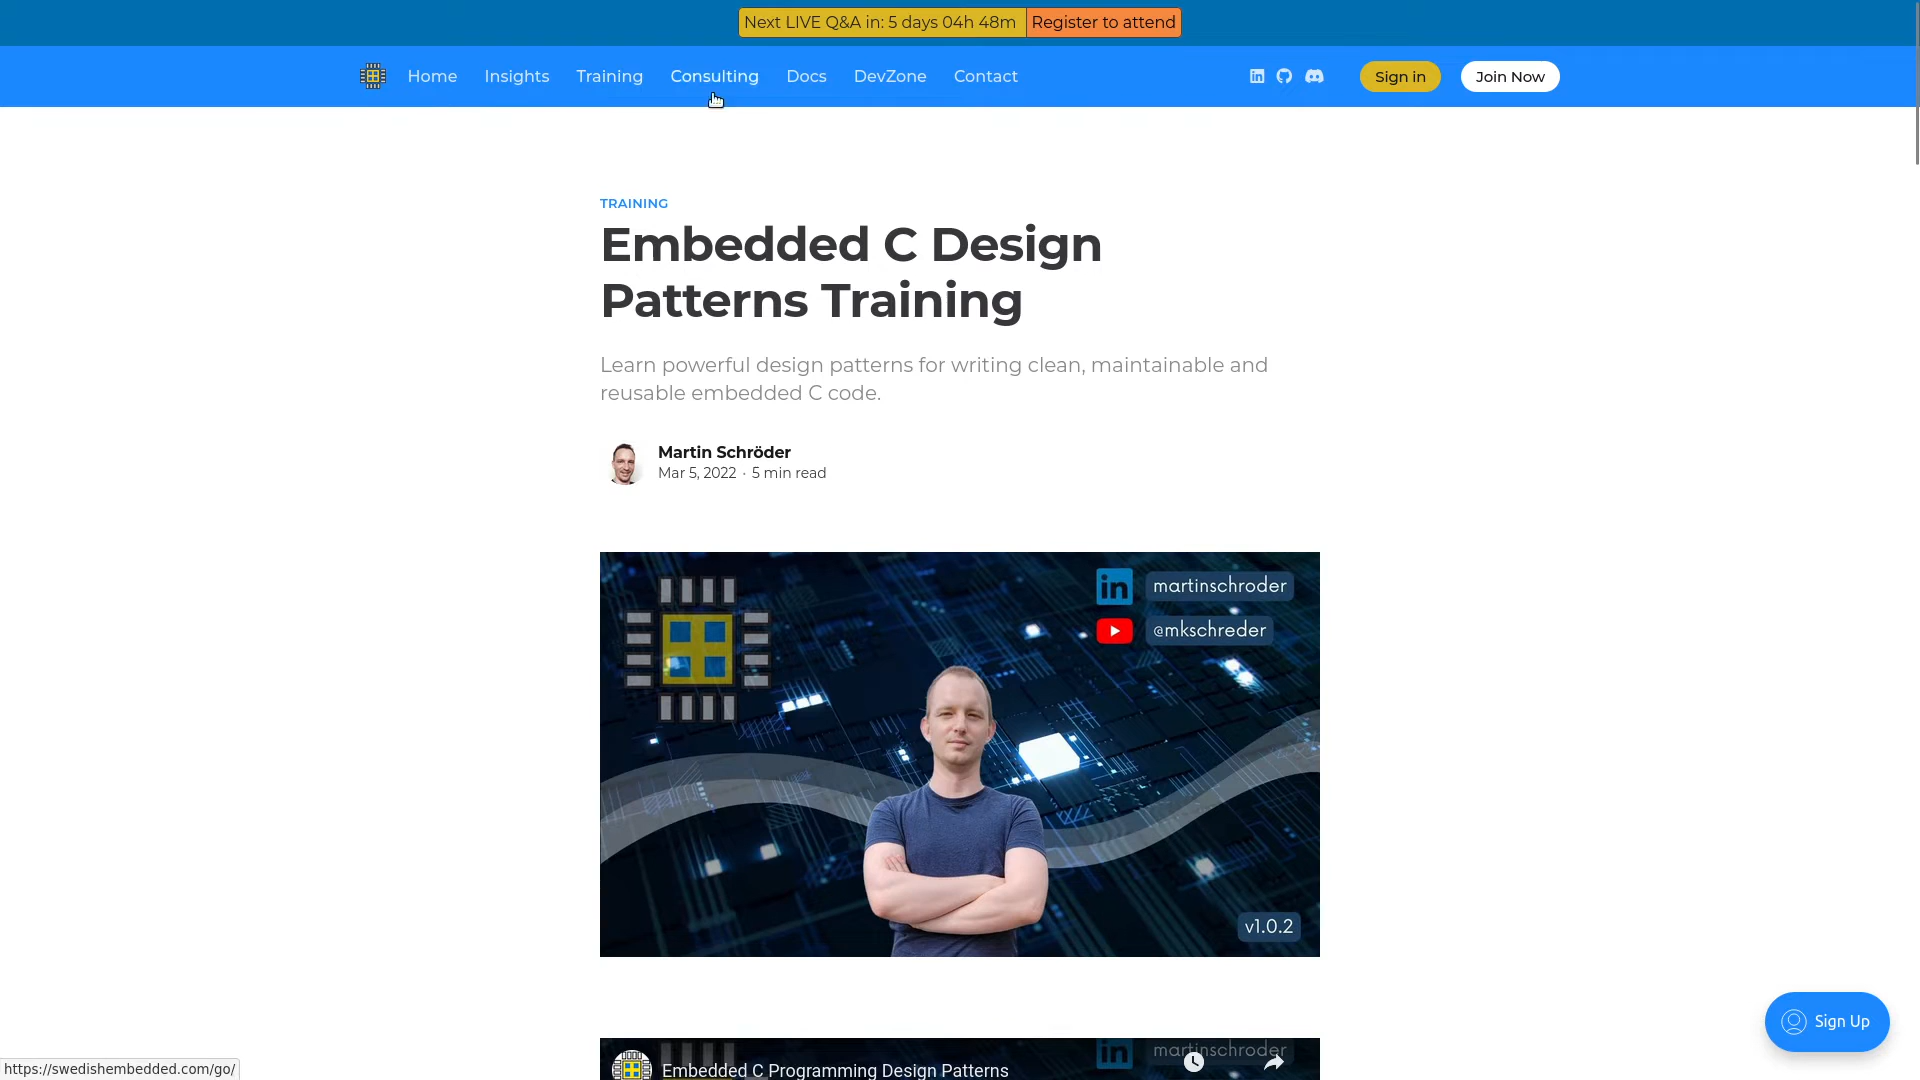 Next LIVE Q&A in: 5 days 04h 48m Register to attend
Home Insights Training Consulting Docs DevZone Contact Sign in Join Now
TRAINING
Embedded C Design
Patterns Training
Learn powerful design patterns for writing clean, maintainable and
reusable embedded C code.
Martin Schröder
Mar 5, 2022 · 5 min read
in martinschroder
@mkschreder
v1.0.2
Sign Up
in martinschroder
Embedded C Programming Design Patterns
https://swedishembedded.com/go/